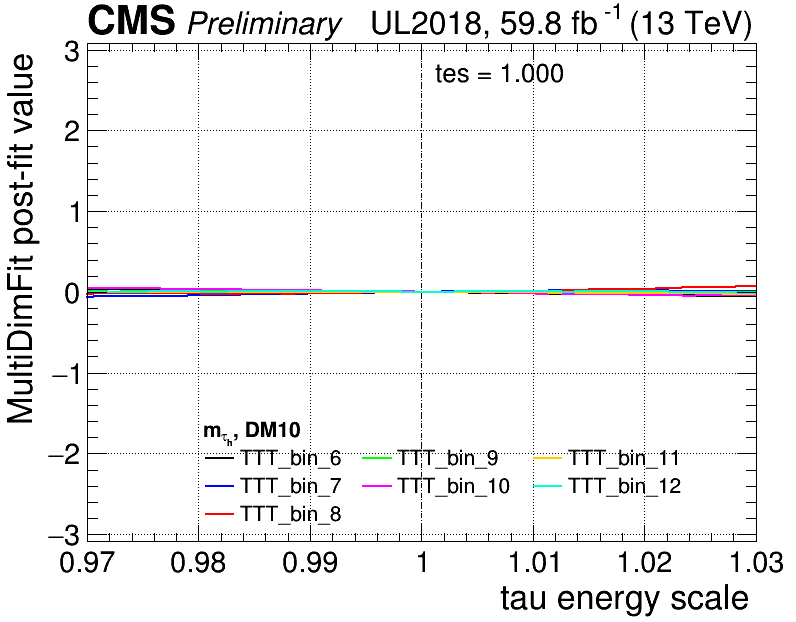 CMS Preliminary UL2018, 59.8 fb⁻¹ (13 TeV)
MultiDimFit post-fit value
tes = 1.000
3
2
1
0
−1
−2
−3
m_τ_h, DM10
TTT_bin_6 TTT_bin_9 TTT_bin_11
TTT_bin_7 TTT_bin_10 TTT_bin_12
TTT_bin_8
0.97 0.98 0.99 1 1.01 1.02 1.03
tau energy scale